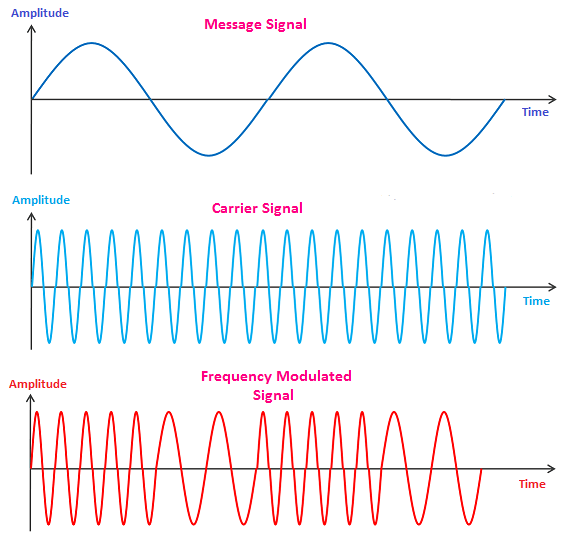 Amplitude
Message Signal
Time
Amplitude
Carrier Signal
Time
Frequency Modulated
Amplitude
Signal
Time